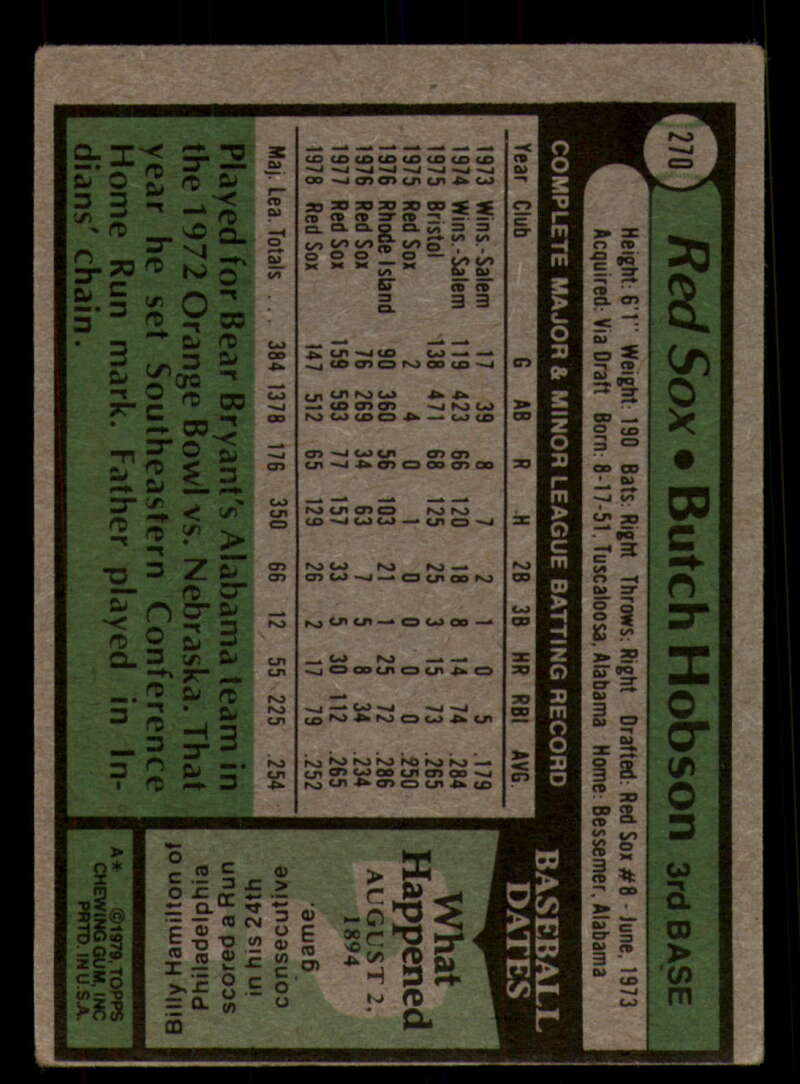 270
Red Sox • Butch Hobson 3rd BASE
Height: 6'1" Weight: 190 Bats: Right Throws: Right Drafted: Red Sox #8 - June, 1973
Acquired: Via Draft Born: 8-17-51, Tuscaloosa, Alabama Home: Bessemer, Alabama
COMPLETE MAJOR & MINOR LEAGUE BATTING RECORD
Year Club G AB R H 2B 3B HR RBI AVG.
1973 Wins.-Salem 17 39 8 7 2 1 0 5 .179
1974 Wins.-Salem 119 423 66 120 18 8 14 74 .284
1975 Bristol 138 471 68 125 25 3 15 73 .265
1975 Red Sox 2 4 0 1 0 0 0 0 .250
1976 Rhode Island 90 360 56 103 21 1 25 72 .286
1976 Red Sox 76 269 34 63 7 5 8 34 .234
1977 Red Sox 159 593 77 157 33 5 30 112 .265
1978 Red Sox 147 512 65 129 26 2 17 79 .252
Maj. Lea. Totals . . . 384 1378 176 350 66 12 55 225 .254
Played for Bear Bryant's Alabama team in
the 1972 Orange Bowl vs. Nebraska. That
year he set Southeastern Conference
Home Run mark. Father played in In-
dians' chain.
BASEBALL
DATES
What
Happened
AUGUST 2,
1894
Billy Hamilton of
Philadelphia
scored a Run
in his 24th
consecutive
game.
A* ©1979, TOPPS
CHEWING GUM, INC
PRTD. IN U.S.A.